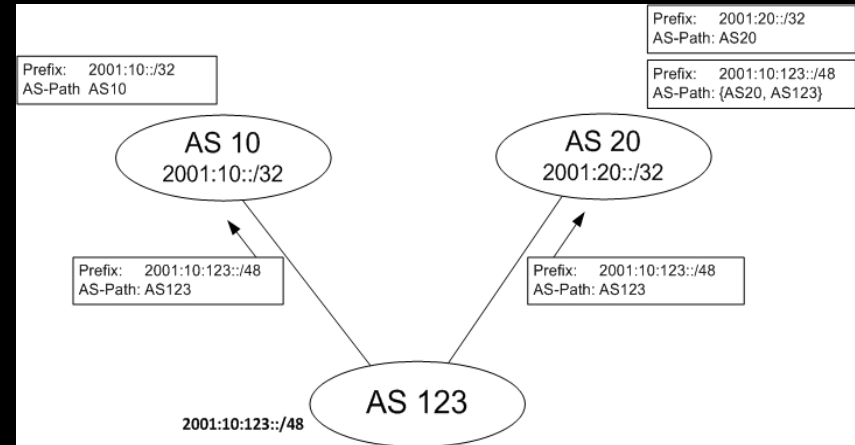 Prefix: 2001:20::/32
AS-Path: AS20
Prefix: 2001:10::/32
AS-Path AS10
Prefix: 2001:10:123::/48
AS-Path: {AS20, AS123}
AS 10
2001:10::/32
AS 20
2001:20::/32
Prefix: 2001:10:123::/48
AS-Path: AS123
Prefix: 2001:10:123::/48
AS-Path: AS123
AS 123
2001:10:123::/48